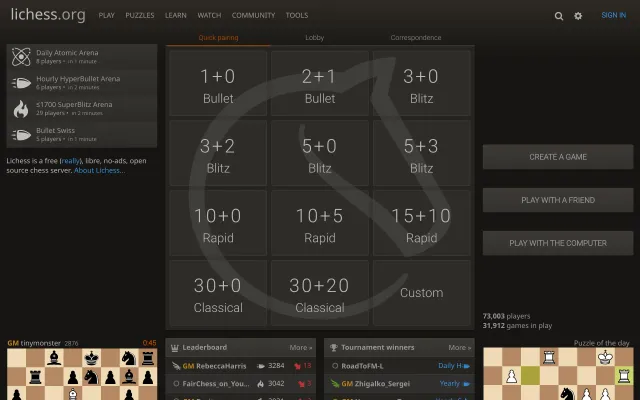 lichess.org PLAY PUZZLES LEARN WATCH COMMUNITY TOOLS SIGN IN
Quick pairing Lobby Correspondence
Daily Atomic Arena
8 players • in 1 minute
Hourly HyperBullet Arena
6 players • in 2 minutes
≤1700 SuperBlitz Arena
29 players • in 2 minutes
Bullet Swiss
5 players • in 1 minute
Lichess is a free (really), libre, no-ads, open
source chess server. About Lichess...
1+0
Bullet
2+1
Bullet
3+0
Blitz
3+2
Blitz
5+0
Blitz
5+3
Blitz
10+0
Rapid
10+5
Rapid
15+10
Rapid
30+0
Classical
30+20
Classical
Custom
CREATE A GAME
PLAY WITH A FRIEND
PLAY WITH THE COMPUTER
73,003 players
31,912 games in play
GM tinymonster 2876 0:45
Leaderboard More »
GM RebeccaHarris 3284 13
FairChess_on_You... 3042
Tournament winners More »
RoadToFM-L Daily H
GM Zhigalko_Sergei Yearly
Puzzle of the day